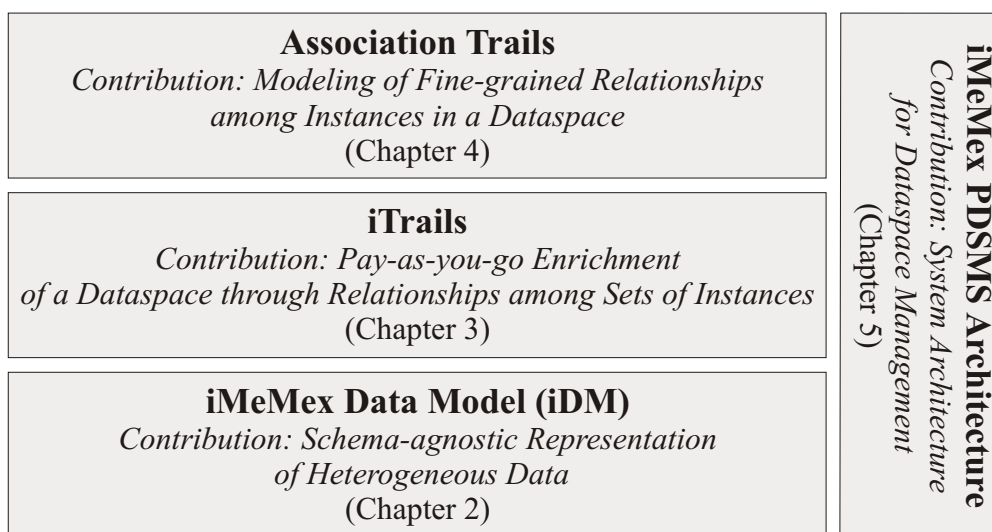 Association Trails
Contribution: Modeling of Fine-grained Relationships
among Instances in a Dataspace
(Chapter 4)
iTrails
Contribution: Pay-as-you-go Enrichment
of a Dataspace through Relationships among Sets of Instances
(Chapter 3)
iMeMex Data Model (iDM)
Contribution: Schema-agnostic Representation
of Heterogeneous Data
(Chapter 2)
iMeMex PDSMS Architecture
Contribution: System Architecture
for Dataspace Management
(Chapter 5)